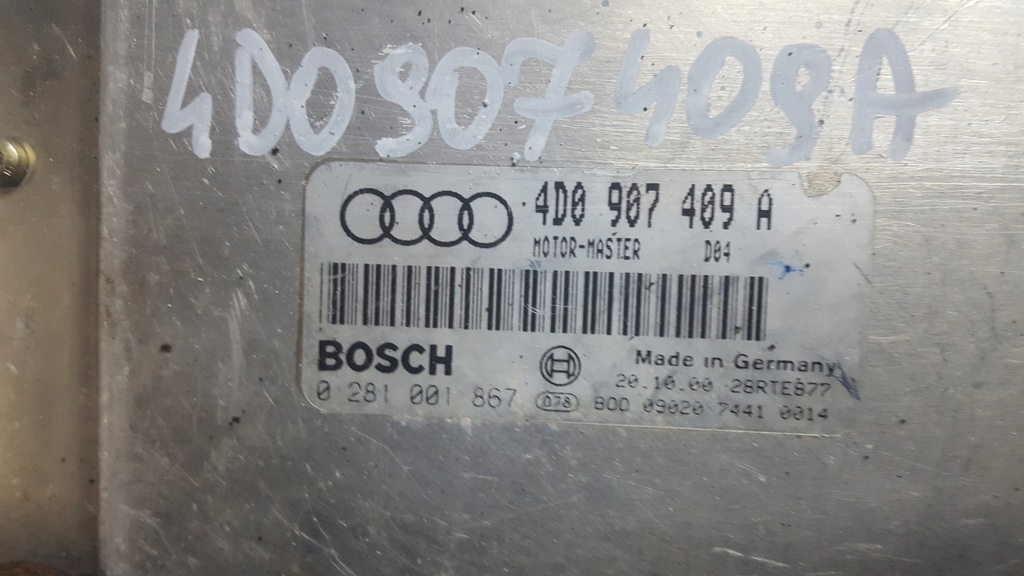 4D0907409A
4D0 907 409 A
MOTOR-MASTER D04
BOSCH
Made in Germany
20.10.00 28RTE877
0 281 001 867 078 800 09020 7441 0014